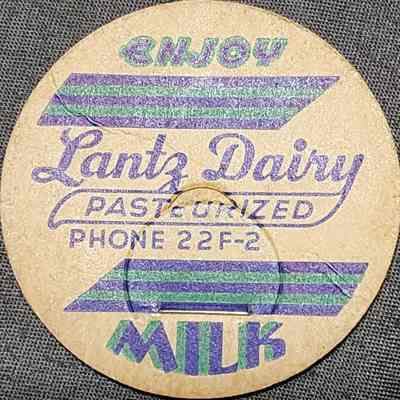 ENJOY
Lantz Dairy
PASTEURIZED
PHONE 22F-2
MILK